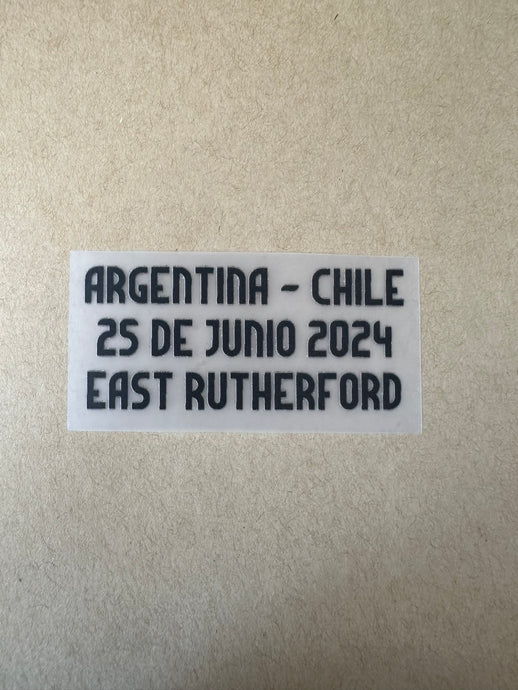 ARGENTINA - CHILE
25 DE JUNIO 2024
EAST RUTHERFORD